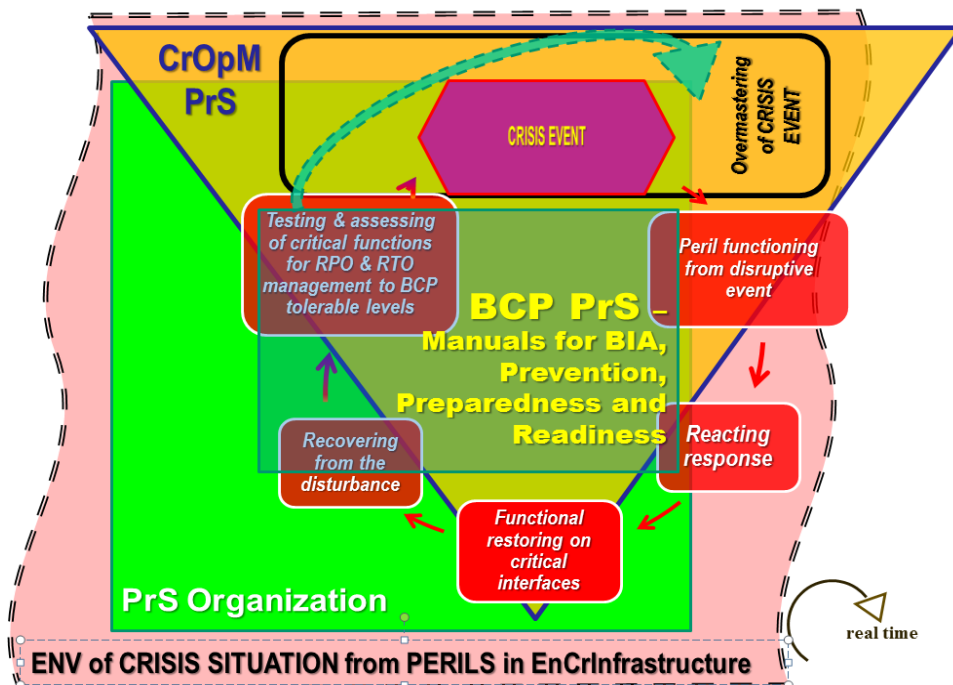 CrOpM
PrS
CRISIS EVENT
Overmastering
of CRISIS
EVENT
Testing & assessing
of critical functions
for RPO & RTO
management to BCP
tolerable levels
Peril functioning
from disruptive
event
BCP PrS –
Manuals for BIA,
Prevention,
Preparedness and
Readiness
Reacting
response
Recovering
from the
disturbance
Functional
restoring on
critical
interfaces
PrS Organization
real time
ENV of CRISIS SITUATION from PERILS in EnCrInfrastructure